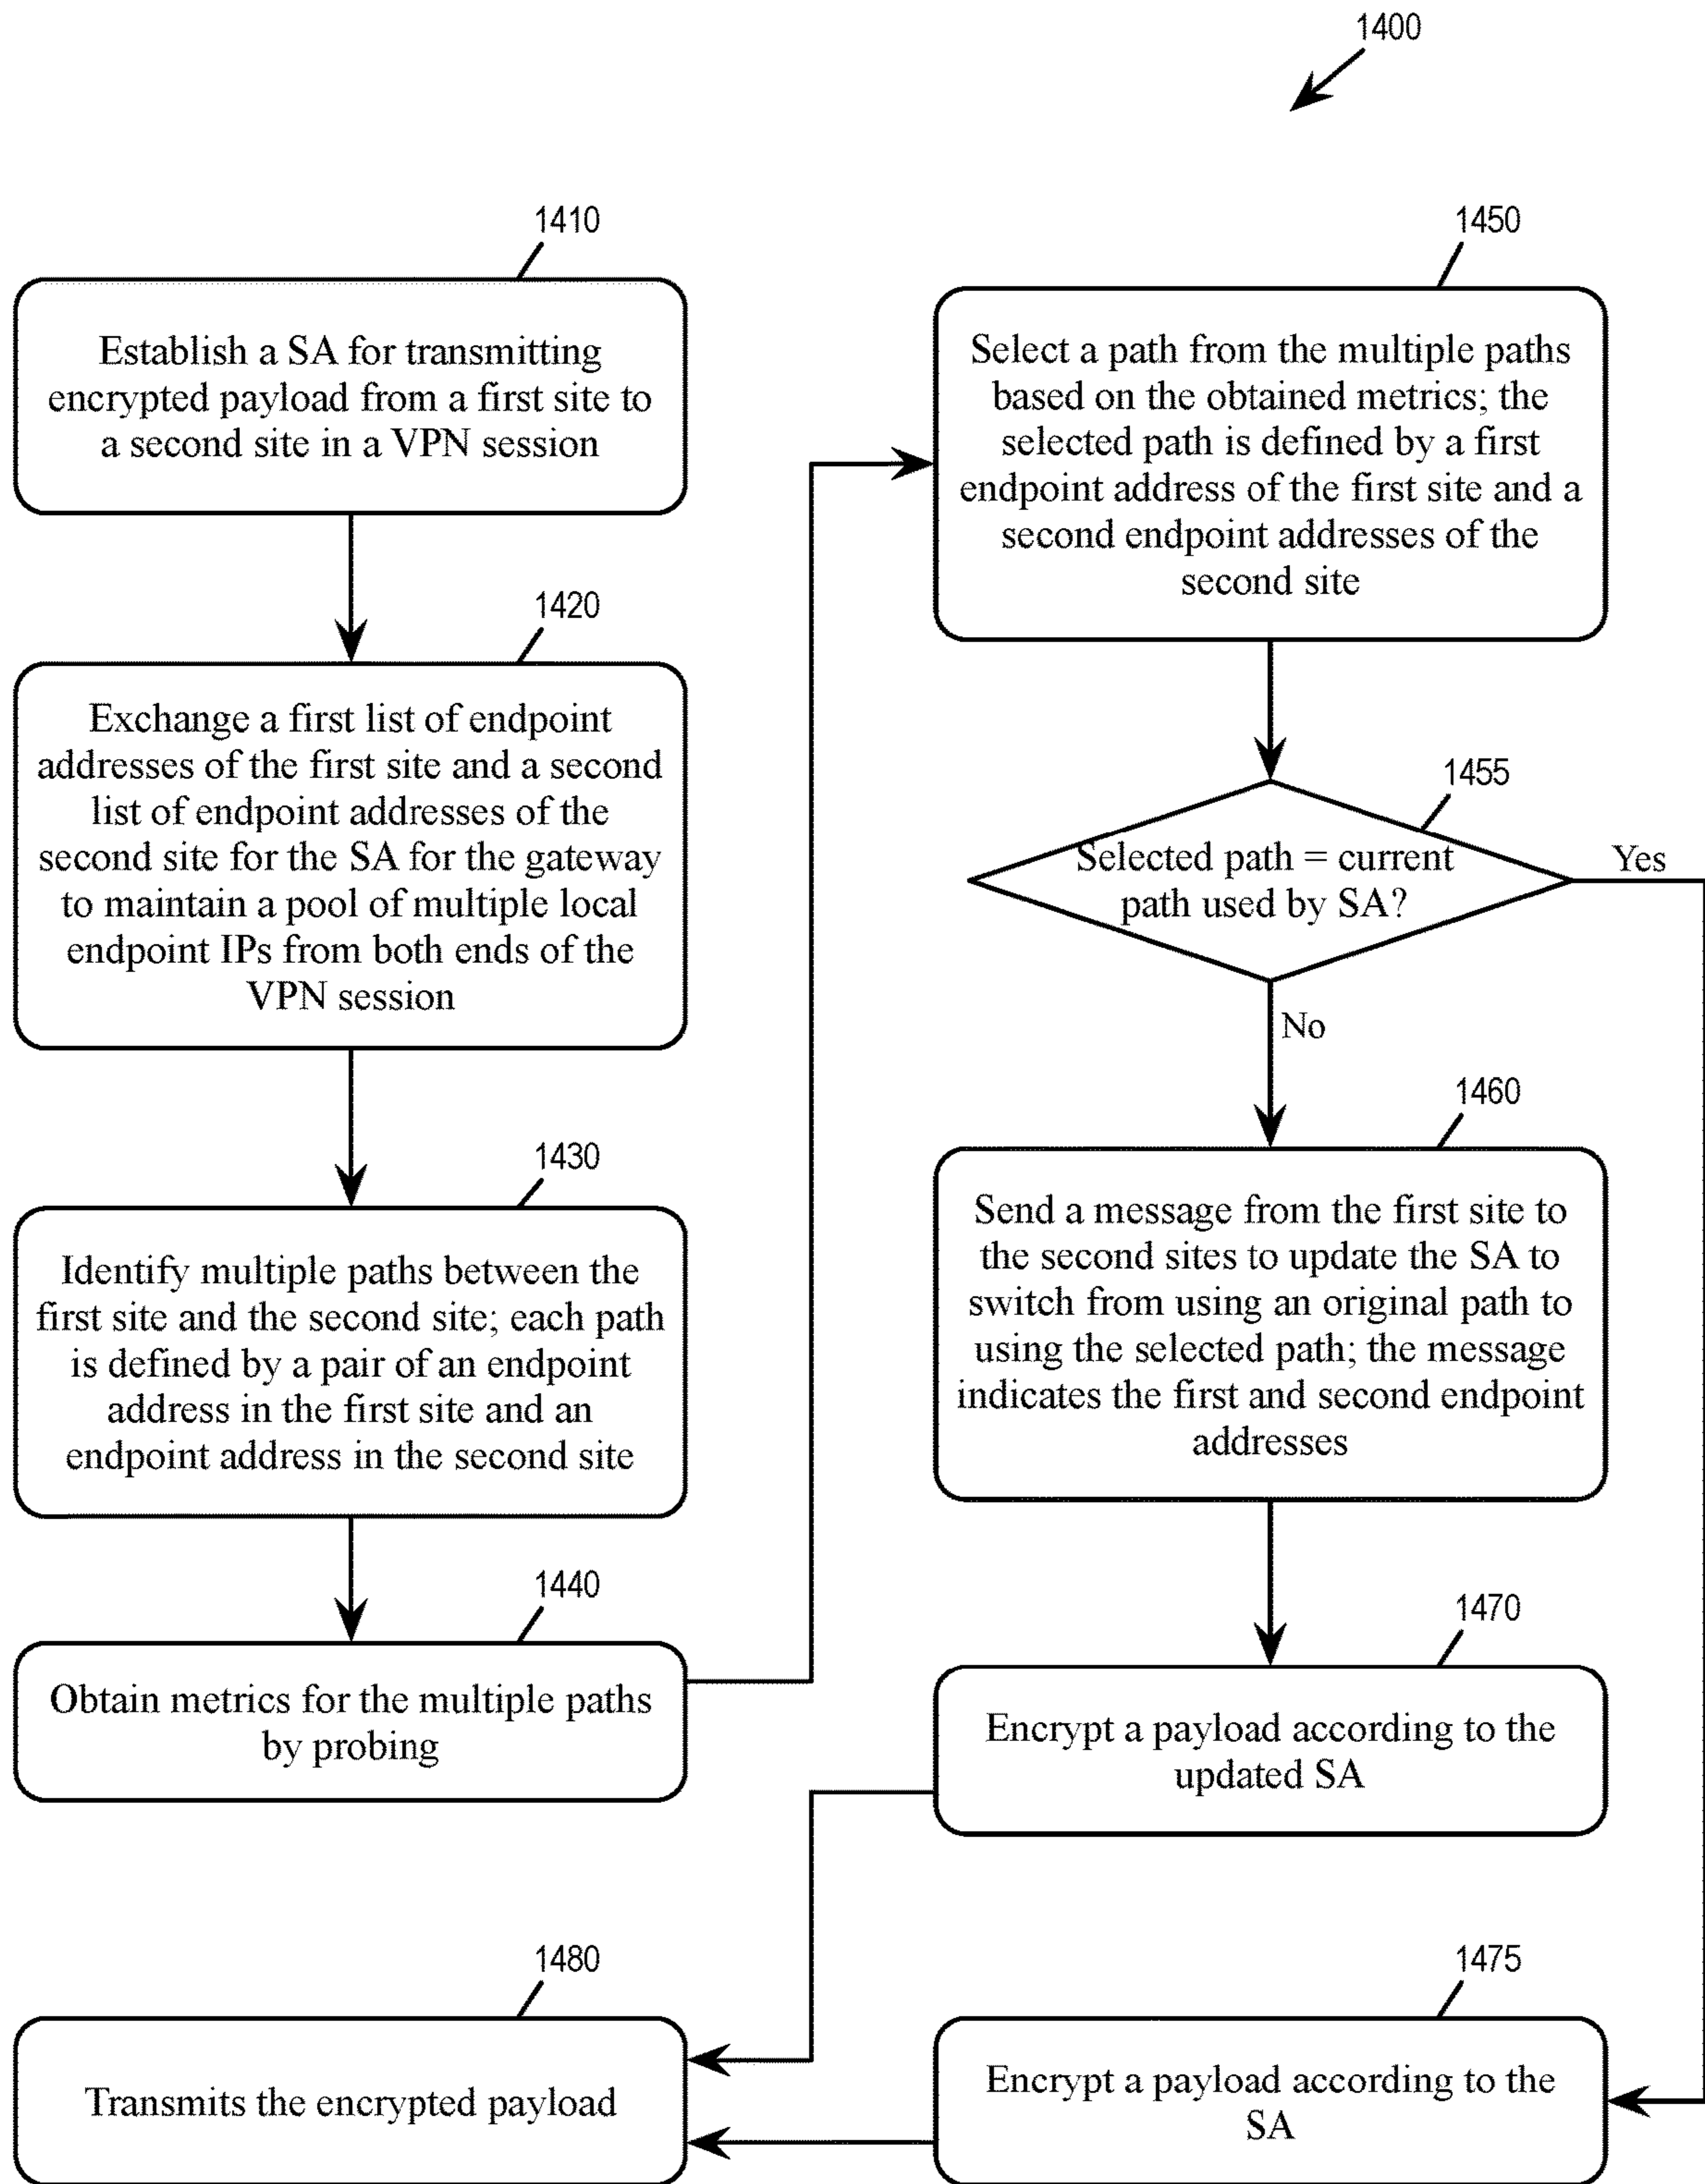 1400
1410
Establish a SA for transmitting
encrypted payload from a first site to
a second site in a VPN session
1420
Exchange a first list of endpoint
addresses of the first site and a second
list of endpoint addresses of the
second site for the SA for the gateway
to maintain a pool of multiple local
endpoint IPs from both ends of the
VPN session
1430
Identify multiple paths between the
first site and the second site; each path
is defined by a pair of an endpoint
address in the first site and an
endpoint address in the second site
1440
Obtain metrics for the multiple paths
by probing
1450
Select a path from the multiple paths
based on the obtained metrics; the
selected path is defined by a first
endpoint address of the first site and a
second endpoint addresses of the
second site
1455
Selected path = current
path used by SA?
Yes
No
1460
Send a message from the first site to
the second sites to update the SA to
switch from using an original path to
using the selected path; the message
indicates the first and second endpoint
addresses
1470
Encrypt a payload according to the
updated SA
1475
Encrypt a payload according to the
SA
1480
Transmits the encrypted payload